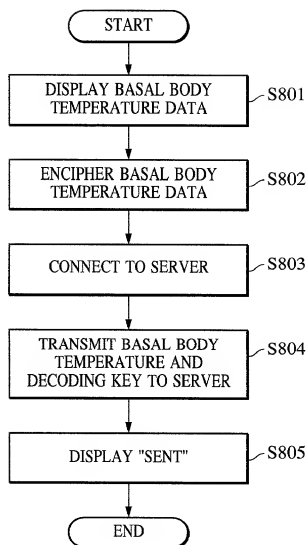 START
DISPLAY BASAL BODY
TEMPERATURE DATA
S801
ENCIPHER BASAL BODY
TEMPERATURE DATA
S802
CONNECT TO SERVER
S803
TRANSMIT BASAL BODY
TEMPERATURE AND
DECODING KEY TO SERVER
S804
DISPLAY "SENT"
S805
END